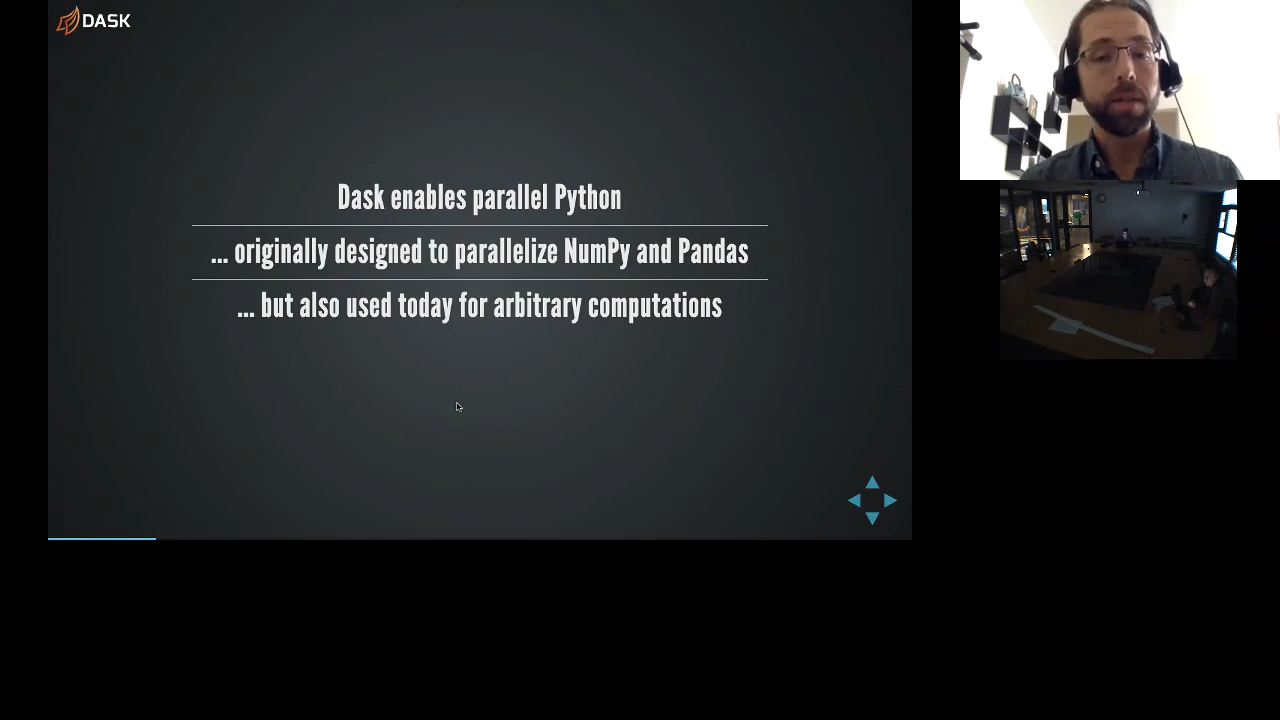 DASK
Dask enables parallel Python
... originally designed to parallelize NumPy and Pandas
... but also used today for arbitrary computations